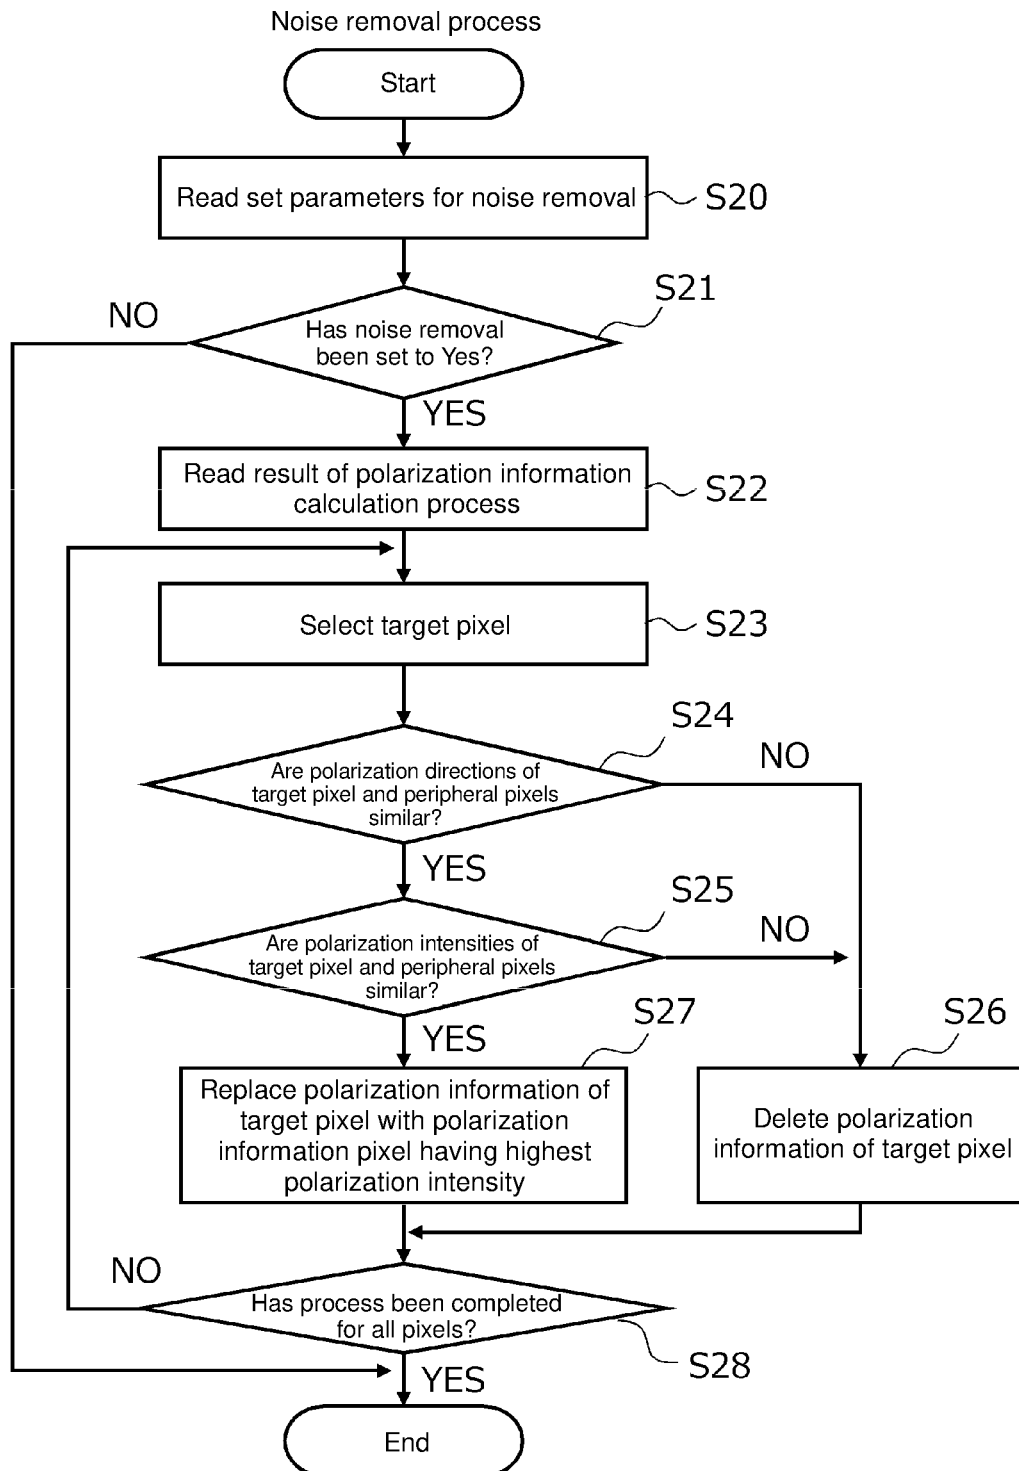 Noise removal process
Start
Read set parameters for noise removal
S20
S21
NO
Has noise removal
been set to Yes?
YES
Read result of polarization information
calculation process
S22
Select target pixel
S23
S24
NO
Are polarization directions of
target pixel and peripheral pixels
similar?
YES
S25
NO
Are polarization intensities of
target pixel and peripheral pixels
similar?
YES
S27
S26
Replace polarization information of
target pixel with polarization
information pixel having highest
polarization intensity
Delete polarization
information of target pixel
NO
Has process been completed
for all pixels?
S28
YES
End